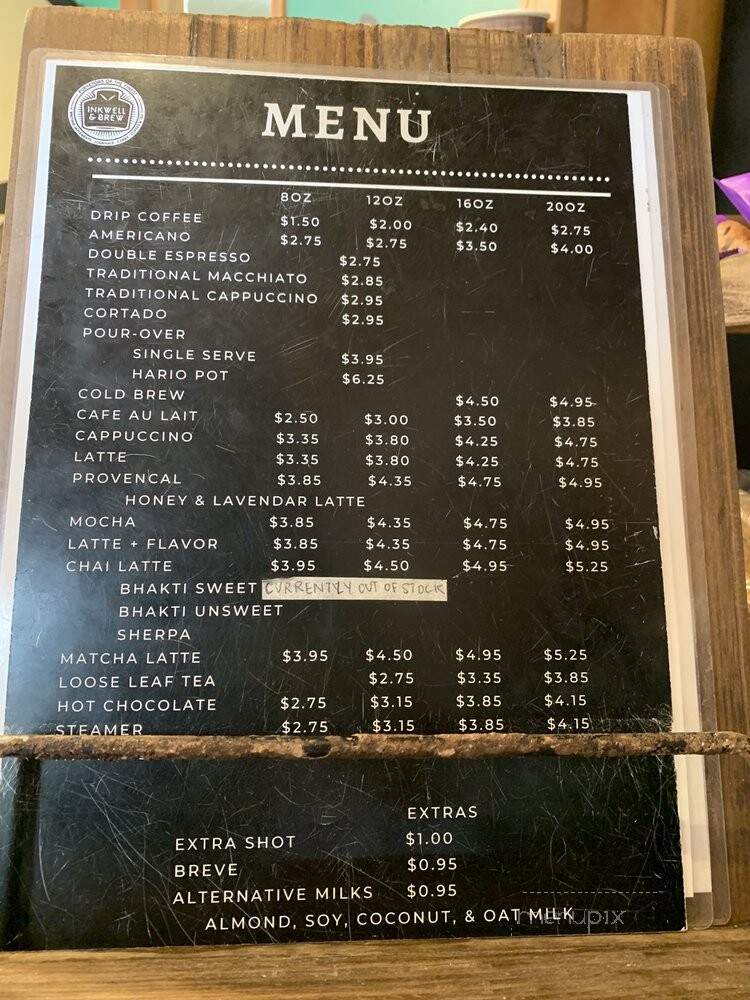 INKWELL
& BREW
MENU
8OZ 12OZ 16OZ 20OZ
DRIP COFFEE $1.50 $2.00 $2.40 $2.75
AMERICANO $2.75 $2.75 $3.50 $4.00
DOUBLE ESPRESSO $2.75
TRADITIONAL MACCHIATO $2.85
TRADITIONAL CAPPUCCINO $2.95
CORTADO $2.95
POUR-OVER
SINGLE SERVE $3.95
HARIO POT $6.25
COLD BREW $4.50 $4.95
CAFE AU LAIT $2.50 $3.00 $3.50 $3.85
CAPPUCCINO $3.35 $3.80 $4.25 $4.75
LATTE $3.35 $3.80 $4.25 $4.75
PROVENCAL $3.85 $4.35 $4.75 $4.95
HONEY & LAVENDAR LATTE
MOCHA $3.85 $4.35 $4.75 $4.95
LATTE + FLAVOR $3.85 $4.35 $4.75 $4.95
CHAI LATTE $3.95 $4.50 $4.95 $5.25
BHAKTI SWEET CURRENTLY OUT OF STOCK
BHAKTI UNSWEET
SHERPA
MATCHA LATTE $3.95 $4.50 $4.95 $5.25
LOOSE LEAF TEA $2.75 $3.35 $3.85
HOT CHOCOLATE $2.75 $3.15 $3.85 $4.15
STEAMER $2.75 $3.15 $3.85 $4.15
EXTRAS
EXTRA SHOT $1.00
BREVE $0.95
ALTERNATIVE MILKS $0.95
ALMOND, SOY, COCONUT, & OAT MILK
menupix